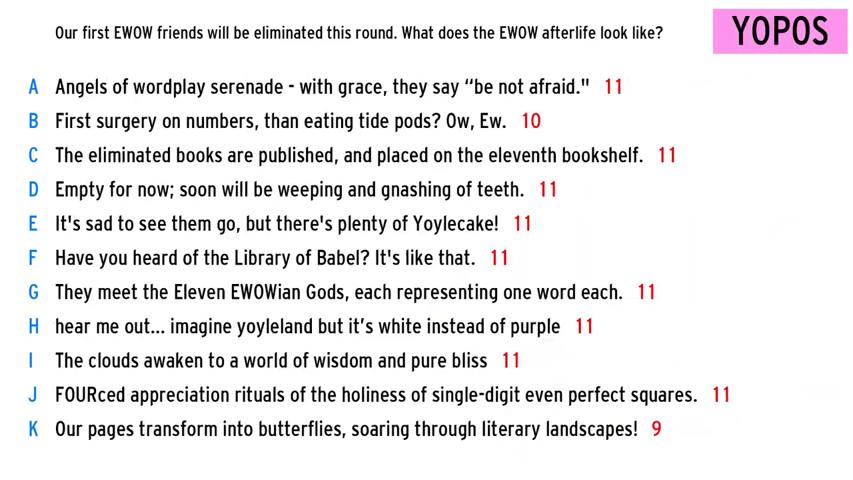 Our first EWOW friends will be eliminated this round. What does the EWOW afterlife look like?
YOPOS
A Angels of wordplay serenade - with grace, they say “be not afraid." 11
B First surgery on numbers, than eating tide pods? Ow, Ew. 10
C The eliminated books are published, and placed on the eleventh bookshelf. 11
D Empty for now; soon will be weeping and gnashing of teeth. 11
E It's sad to see them go, but there's plenty of Yoylecake! 11
F Have you heard of the Library of Babel? It's like that. 11
G They meet the Eleven EWOWian Gods, each representing one word each. 11
H hear me out... imagine yoyleland but it’s white instead of purple 11
I The clouds awaken to a world of wisdom and pure bliss 11
J FOURced appreciation rituals of the holiness of single-digit even perfect squares. 11
K Our pages transform into butterflies, soaring through literary landscapes! 9